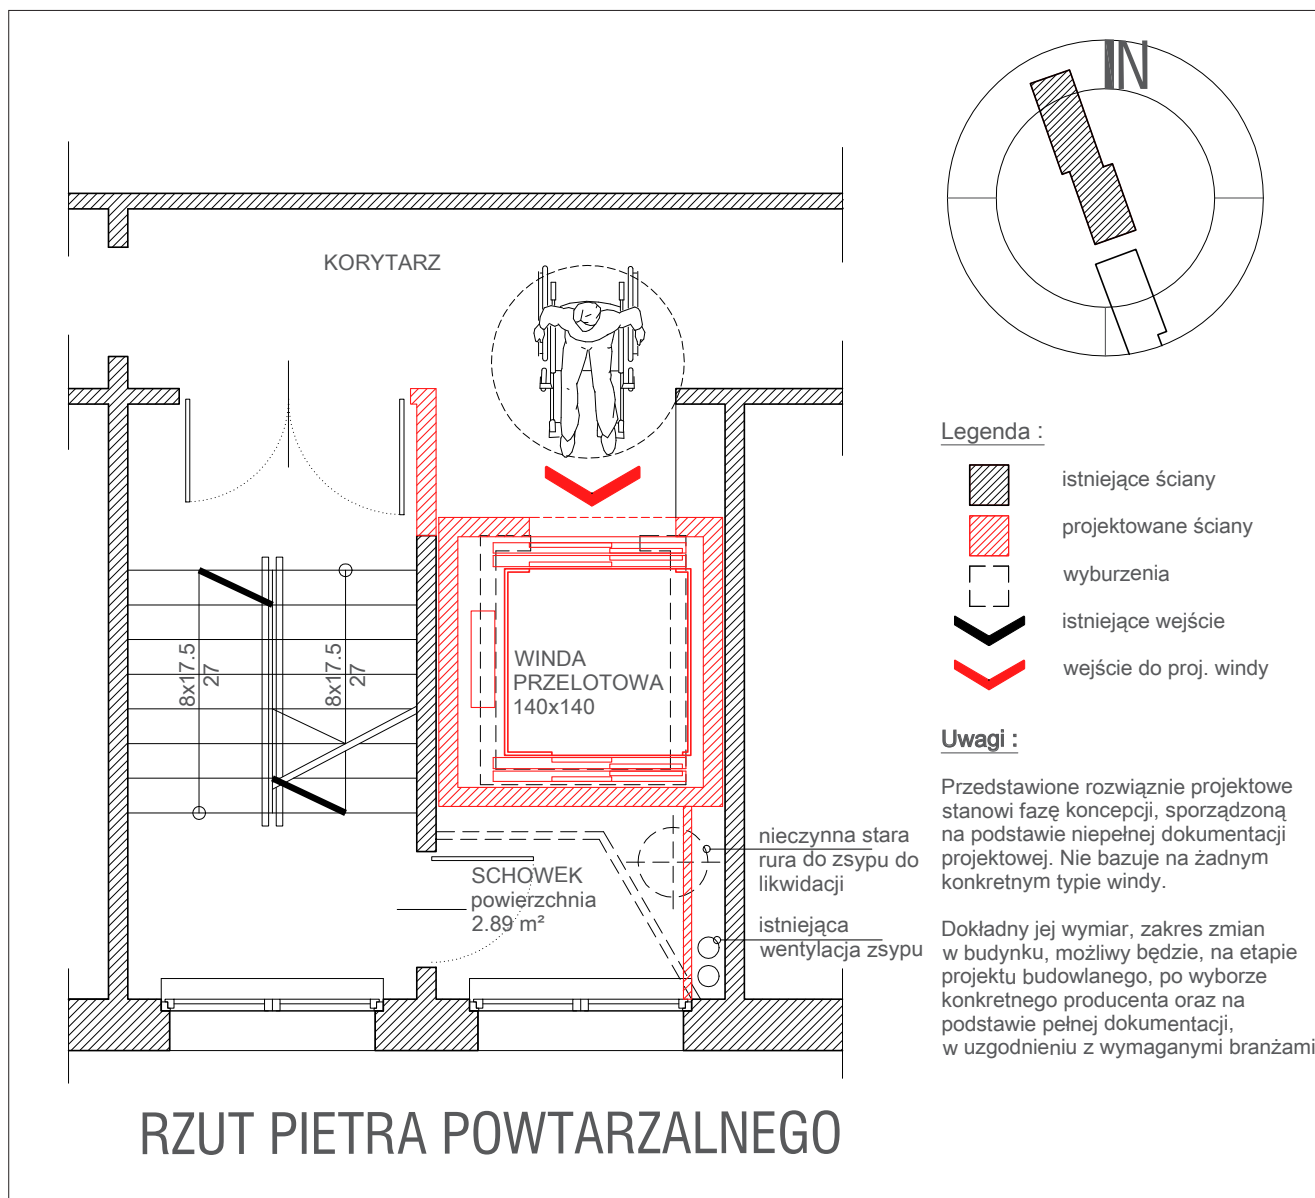 N
KORYTARZ
8x17.5
27
8x17.5
27
WINDA
PRZELOTOWA
140x140
SCHOWEK
powierzchnia
2.89 m²
nieczynna stara
rura do zsypu do
likwidacji
istniejąca
wentylacja zsypu
Legenda :
istniejące ściany
projektowane ściany
wyburzenia
istniejące wejście
wejście do proj. windy
Uwagi :
Przedstawione rozwiąznie projektowe
stanowi fazę koncepcji, sporządzoną
na podstawie niepełnej dokumentacji
projektowej. Nie bazuje na żadnym
konkretnym typie windy.
Dokładny jej wymiar, zakres zmian
w budynku, możliwy będzie, na etapie
projektu budowlanego, po wyborze
konkretnego producenta oraz na
podstawie pełnej dokumentacji,
w uzgodnieniu z wymaganymi branżami
RZUT PIETRA POWTARZALNEGO